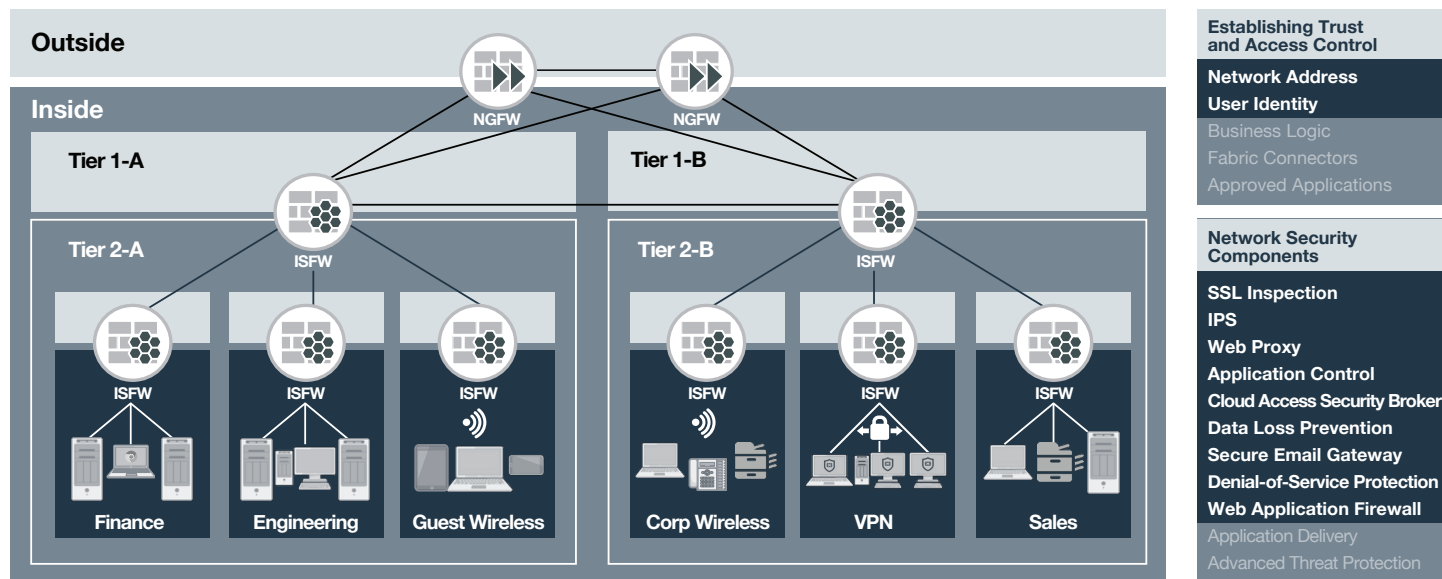 Outside
NGFW
NGFW
Inside
Tier 1-A
Tier 1-B
ISFW
ISFW
Tier 2-A
Tier 2-B
ISFW
ISFW
ISFW
ISFW
ISFW
ISFW
Finance
Engineering
Guest Wireless
Corp Wireless
VPN
Sales
Establishing Trust
and Access Control
Network Address
User Identity
Business Logic
Fabric Connectors
Approved Applications
Network Security
Components
SSL Inspection
IPS
Web Proxy
Application Control
Cloud Access Security Broker
Data Loss Prevention
Secure Email Gateway
Denial-of-Service Protection
Web Application Firewall
Application Delivery
Advanced Threat Protection